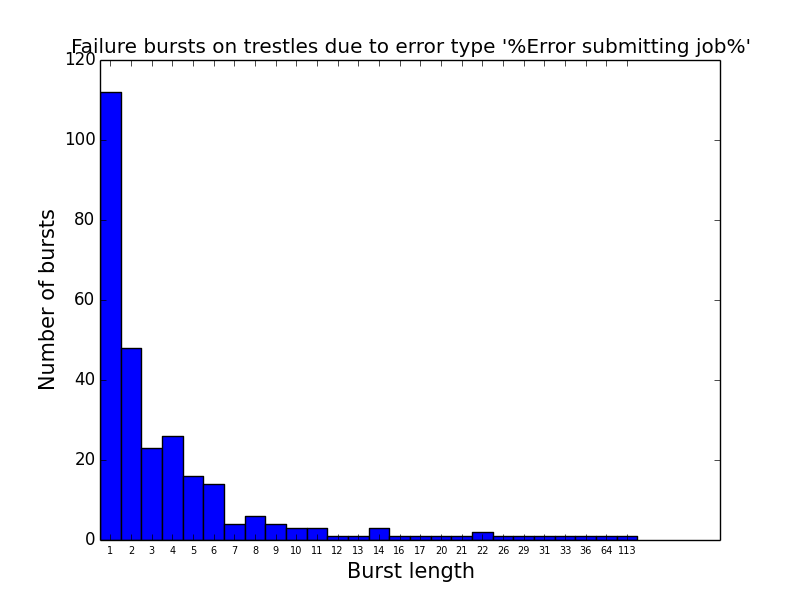 Failure bursts on trestles due to error type '%Error submitting job%'
120
100
80
60
40
20
0
Number of bursts
1 2 3 4 5 6 7 8 9 10 11 12 13 14 16 17 20 21 22 26 29 31 33 36 64 113
Burst length